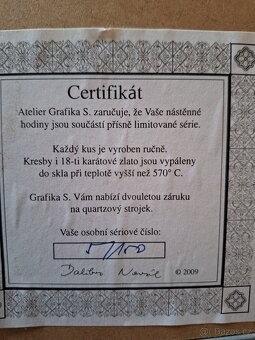 Certifikát
Atelier Grafika S. zaručuje, že Vaše nástěnné
hodiny jsou součástí přísně limitované série.
Každý kus je vyroben ručně.
Kresby i 18-ti karátové zlato jsou vypáleny
do skla při teplotě vyšší než 570° C.
Grafika S. Vám nabízí dvouletou záruku
na quartzový strojek.
Vaše osobní sériové číslo:
5/150
© 2009